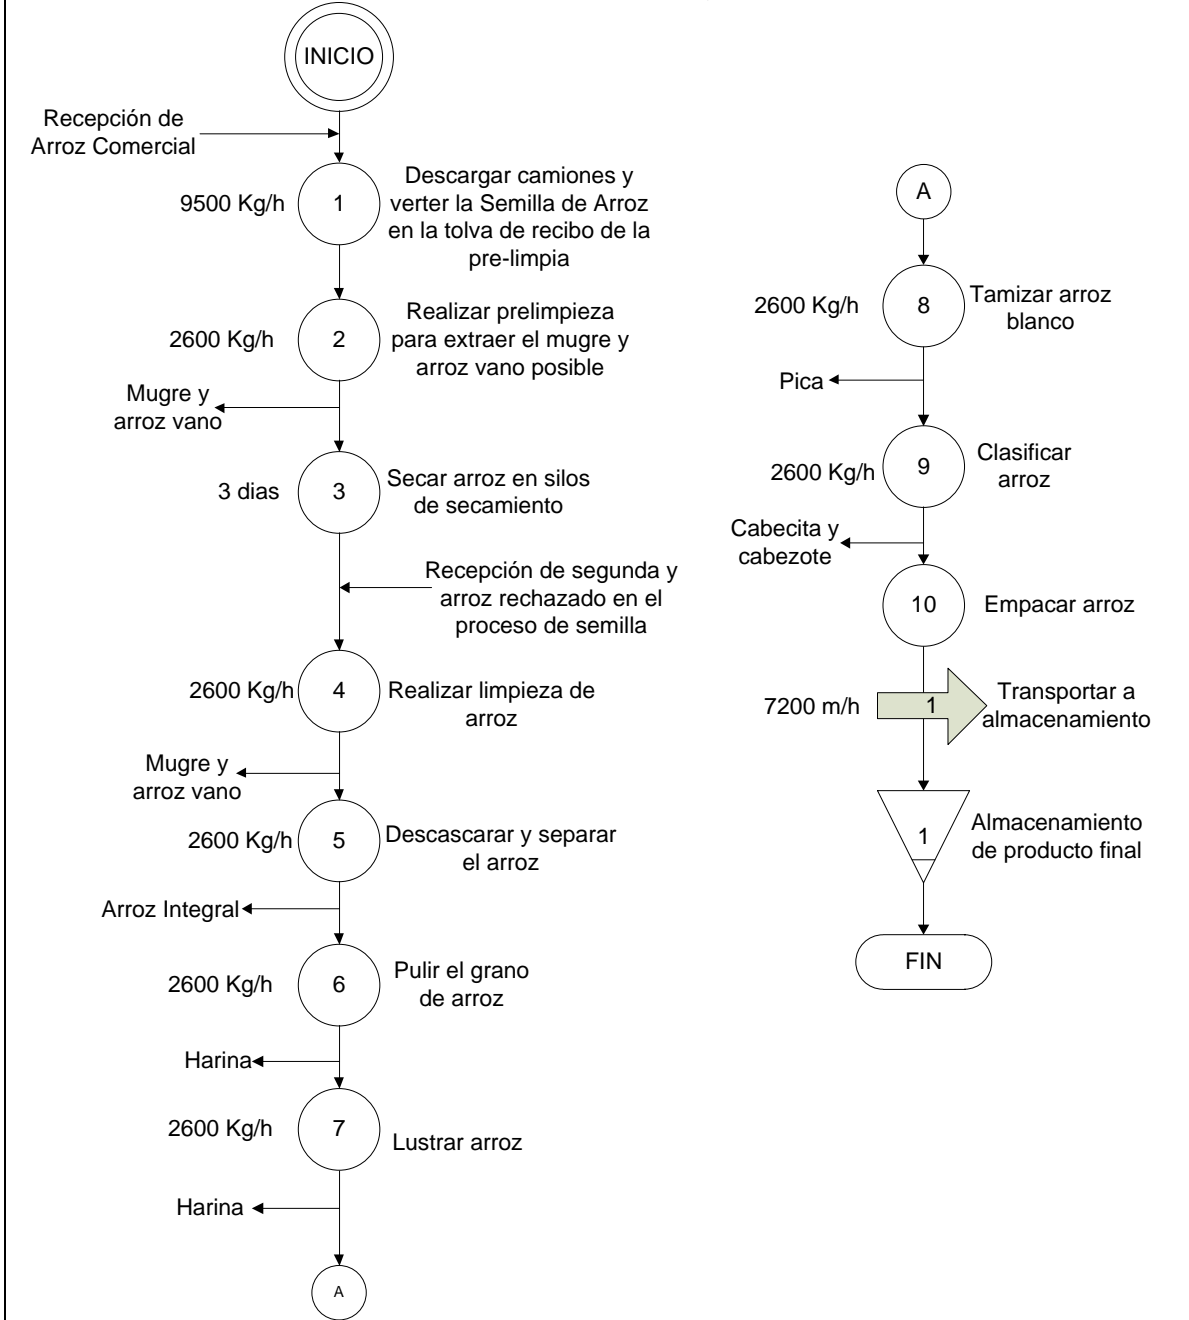 INICIO
Recepción de
Arroz Comercial
9500 Kg/h
1
Descargar camiones y
verter la Semilla de Arroz
en la tolva de recibo de la
pre-limpia
2600 Kg/h
2
Realizar prelimpieza
para extraer el mugre y
arroz vano posible
Mugre y
arroz vano
3 dias
3
Secar arroz en silos
de secamiento
Recepción de segunda y
arroz rechazado en el
proceso de semilla
2600 Kg/h
4
Realizar limpieza de
arroz
Mugre y
arroz vano
2600 Kg/h
5
Descascarar y separar
el arroz
Arroz Integral
2600 Kg/h
6
Pulir el grano
de arroz
Harina
2600 Kg/h
7
Lustrar arroz
Harina
A
A
2600 Kg/h
8
Tamizar arroz
blanco
Pica
2600 Kg/h
9
Clasificar
arroz
Cabecita y
cabezote
10
Empacar arroz
7200 m/h
1
Transportar a
almacenamiento
1
Almacenamiento
de producto final
FIN